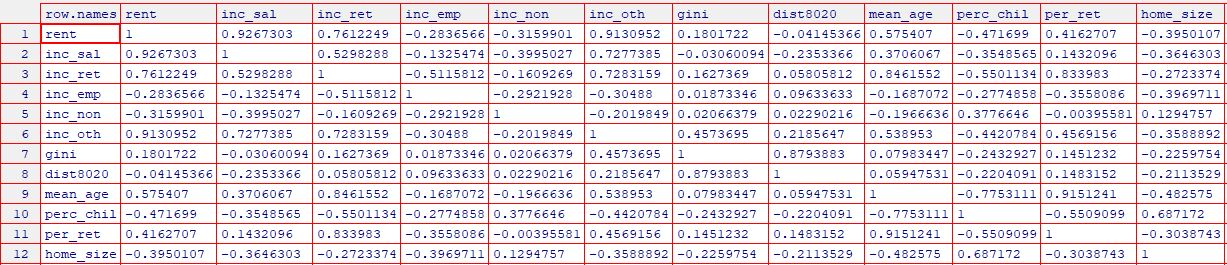 row.names rent inc_sal inc_ret inc_emp inc_non inc_oth gini dist8020 mean_age perc_chil per_ret home_size
1 rent 1 0.9267303 0.7612249 -0.2836566 -0.3159901 0.9130952 0.1801722 -0.04145366 0.575407 -0.471699 0.4162707 -0.3950107
2 inc_sal 0.9267303 1 0.5298288 -0.1325474 -0.3995027 0.7277385 -0.03060094 -0.2353366 0.3706067 -0.3548565 0.1432096 -0.3646303
3 inc_ret 0.7612249 0.5298288 1 -0.5115812 -0.1609269 0.7283159 0.1627369 0.05805812 0.8461552 -0.5501134 0.833983 -0.2723374
4 inc_emp -0.2836566 -0.1325474 -0.5115812 1 -0.2921928 -0.30488 0.01873346 0.09633633 -0.1687072 -0.2774858 -0.3558086 -0.3969711
5 inc_non -0.3159901 -0.3995027 -0.1609269 -0.2921928 1 -0.2019849 0.02066379 0.02290216 -0.1966636 0.3776646 -0.00395581 0.1294757
6 inc_oth 0.9130952 0.7277385 0.7283159 -0.30488 -0.2019849 1 0.4573695 0.2185647 0.538953 -0.4420784 0.4569156 -0.3588892
7 gini 0.1801722 -0.03060094 0.1627369 0.01873346 0.02066379 0.4573695 1 0.8793883 0.07983447 -0.2432927 0.1451232 -0.2259754
8 dist8020 -0.04145366 -0.2353366 0.05805812 0.09633633 0.02290216 0.2185647 0.8793883 1 0.05947531 -0.2204091 0.1483152 -0.2113529
9 mean_age 0.575407 0.3706067 0.8461552 -0.1687072 -0.1966636 0.538953 0.07983447 0.05947531 1 -0.7753111 0.9151241 -0.482575
10 perc_chil -0.471699 -0.3548565 -0.5501134 -0.2774858 0.3776646 -0.4420784 -0.2432927 -0.2204091 -0.7753111 1 -0.5509099 0.687172
11 per_ret 0.4162707 0.1432096 0.833983 -0.3558086 -0.00395581 0.4569156 0.1451232 0.1483152 0.9151241 -0.5509099 1 -0.3038743
12 home_size -0.3950107 -0.3646303 -0.2723374 -0.3969711 0.1294757 -0.3588892 -0.2259754 -0.2113529 -0.482575 0.687172 -0.3038743 1